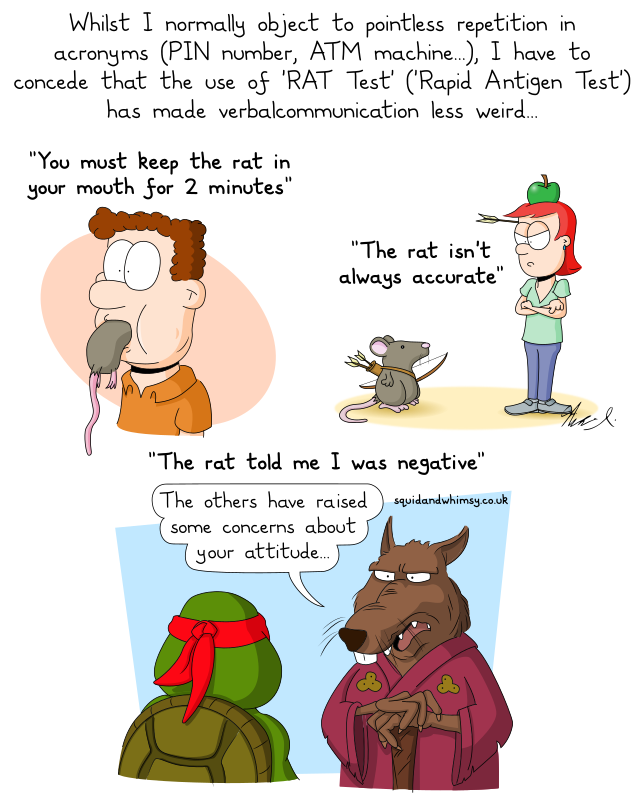 Whilst I normally object to pointless repetition in
acronyms (PIN number, ATM machine...), I have to
concede that the use of 'RAT Test' ('Rapid Antigen Test')
has made verbalcommunication less weird...
"You must keep the rat in
your mouth for 2 minutes"
"The rat isn't
always accurate"
"The rat told me I was negative"
The others have raised
some concerns about
your attitude...
squidandwhimsy.co.uk